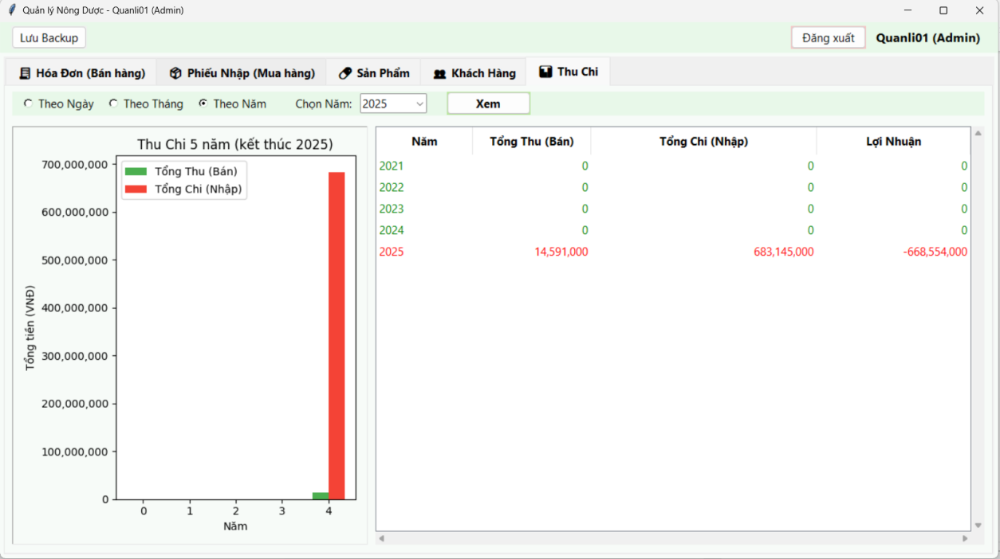 Quản lý Nông Dược - Quanli01 (Admin)
Lưu Backup
Đăng xuất
Quanli01 (Admin)
Hóa Đơn (Bán hàng)
Phiếu Nhập (Mua hàng)
Sản Phẩm
Khách Hàng
Thu Chi
Theo Ngày
Theo Tháng
Theo Năm
Chọn Năm:
2025
Xem
Thu Chi 5 năm (kết thúc 2025)
Tổng Thu (Bán)
Tổng Chi (Nhập)
700,000,000
600,000,000
500,000,000
400,000,000
300,000,000
200,000,000
100,000,000
0
Tổng tiền (VNĐ)
0 1 2 3 4
Năm
Năm Tổng Thu (Bán) Tổng Chi (Nhập) Lợi Nhuận
2021 0 0 0
2022 0 0 0
2023 0 0 0
2024 0 0 0
2025 14,591,000 683,145,000 -668,554,000